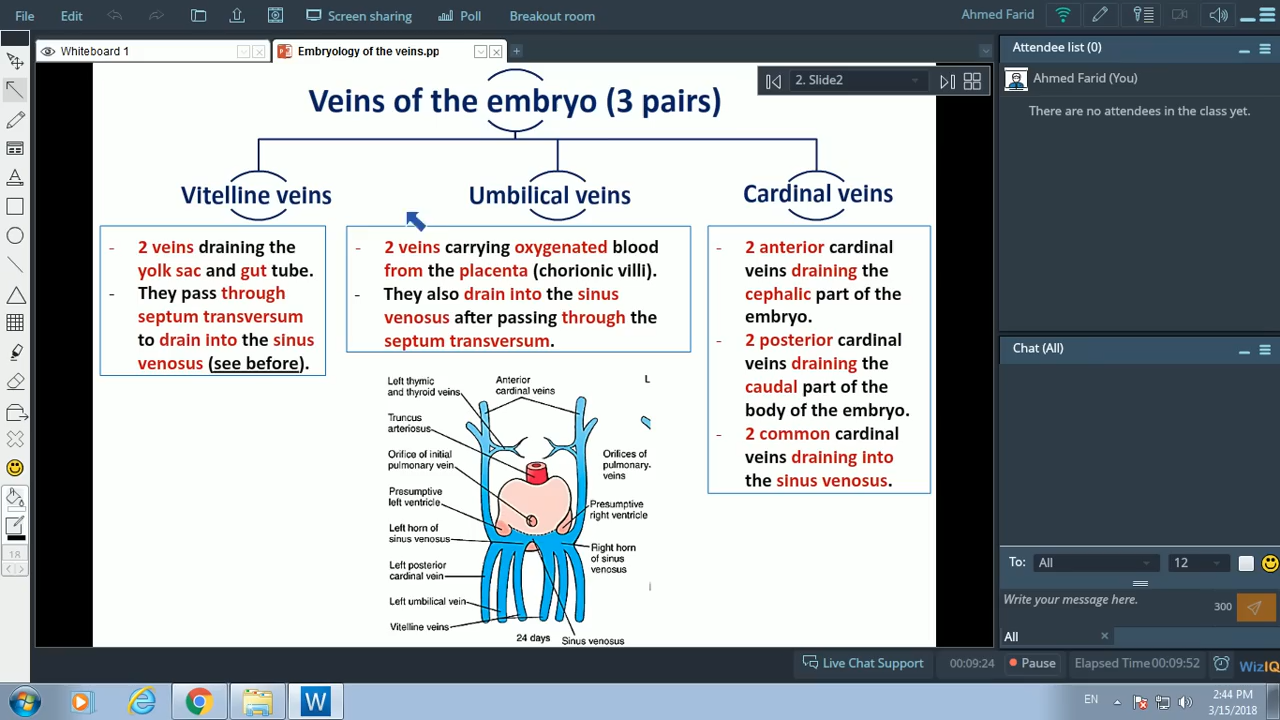 File Edit Screen sharing Poll Breakout room Ahmed Farid
Whiteboard 1
Embryology of the veins.pp
2. Slide2
Veins of the embryo (3 pairs)
Vitelline veins
- 2 veins draining the
yolk sac and gut tube.
- They pass through
septum transversum
to drain into the sinus
venosus (see before).
Umbilical veins
- 2 veins carrying oxygenated blood
from the placenta (chorionic villi).
- They also drain into the sinus
venosus after passing through the
septum transversum.
Cardinal veins
- 2 anterior cardinal
veins draining the
cephalic part of the
embryo.
- 2 posterior cardinal
veins draining the
caudal part of the
body of the embryo.
- 2 common cardinal
veins draining into
the sinus venosus.
Left thymic
and thyroid veins
Truncus
arteriosus
Orifice of initial
pulmonary vein
Presumptive
left ventricle
Left horn of
sinus venosus
Left posterior
cardinal vein
Left umbilical vein
Vitelline veins
Anterior
cardinal veins
L
Orifices of
pulmonary
veins
Presumptive
right ventricle
Right horn
of sinus
venosus
24 days
Sinus venosus
Attendee list (0)
Ahmed Farid (You)
There are no attendees in the class yet.
Chat (All)
To: All 12
Write your message here.
300
All
18
Live Chat Support 00:09:24 Pause Elapsed Time 00:09:52 WizIQ
W
EN
2:44 PM
3/15/2018